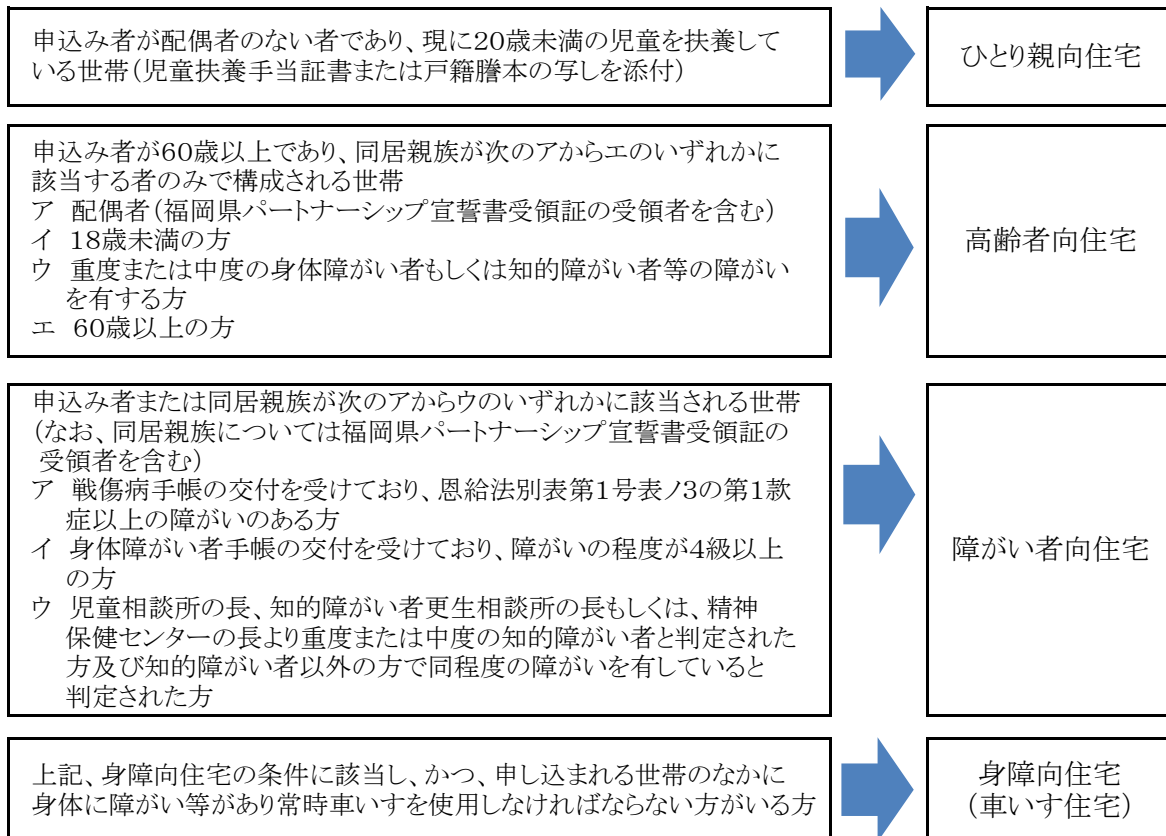 申込み者が配偶者のない者であり、現に20歳未満の児童を扶養して
いる世帯(児童扶養手当証書または戸籍謄本の写しを添付)
ひとり親向住宅
申込み者が60歳以上であり、同居親族が次のアからエのいずれかに
該当する者のみで構成される世帯
ア 配偶者(福岡県パートナーシップ宣誓書受領証の受領者を含む)
イ 18歳未満の方
ウ 重度または中度の身体障がい者もしくは知的障がい者等の障がい
を有する方
エ 60歳以上の方
高齢者向住宅
申込み者または同居親族が次のアからウのいずれかに該当される世帯
(なお、同居親族については福岡県パートナーシップ宣誓書受領証の
受領者を含む)
ア 戦傷病手帳の交付を受けており、恩給法別表第1号表ノ3の第1款
症以上の障がいのある方
イ 身体障がい者手帳の交付を受けており、障がいの程度が4級以上
の方
ウ 児童相談所の長、知的障がい者更生相談所の長もしくは、精神
保健センターの長より重度または中度の知的障がい者と判定された
方及び知的障がい者以外の方で同程度の障がいを有していると
判定された方
障がい者向住宅
上記、身障向住宅の条件に該当し、かつ、申し込まれる世帯のなかに
身体に障がい等があり常時車いすを使用しなければならない方がいる方
身障向住宅
(車いす住宅)